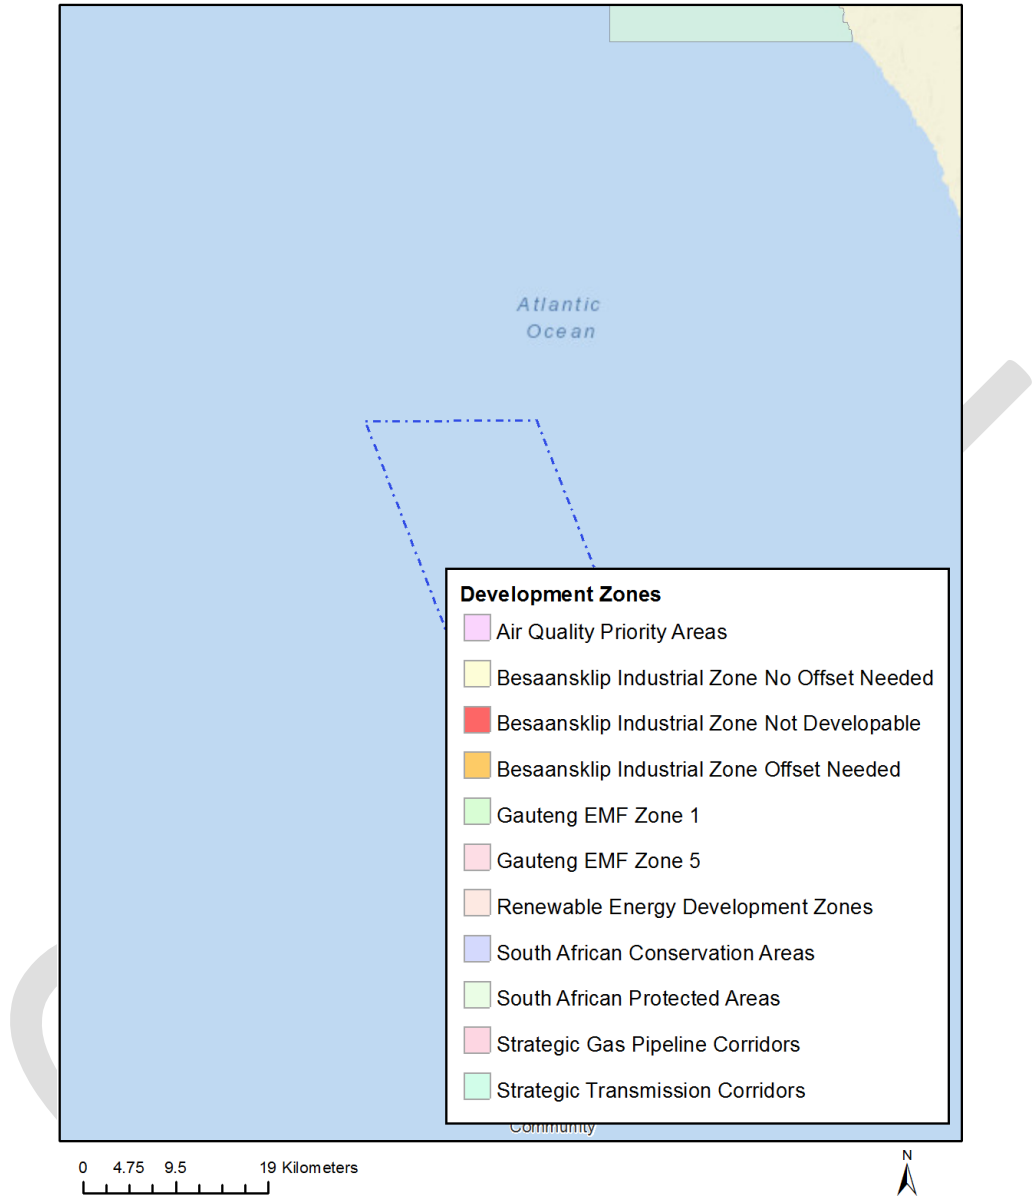 Atlantic
Ocean
Development Zones
Air Quality Priority Areas
Besaansklip Industrial Zone No Offset Needed
Besaansklip Industrial Zone Not Developable
Besaansklip Industrial Zone Offset Needed
Gauteng EMF Zone 1
Gauteng EMF Zone 5
Renewable Energy Development Zones
South African Conservation Areas
South African Protected Areas
Strategic Gas Pipeline Corridors
Strategic Transmission Corridors
Community
0 4.75 9.5 19 Kilometers
N